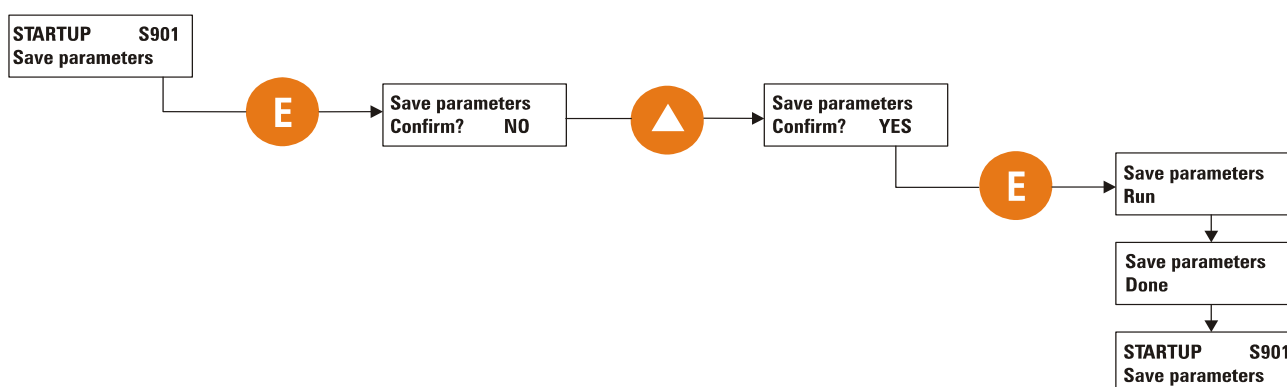 STARTUP S901
Save parameters
E
Save parameters
Confirm? NO
Save parameters
Confirm? YES
E
Save parameters
Run
Save parameters
Done
STARTUP S901
Save parameters